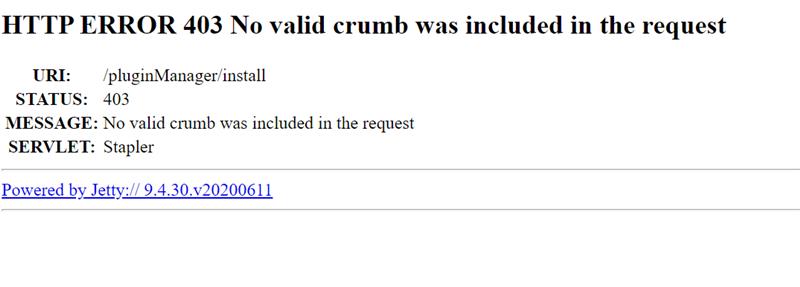 HTTP ERROR 403 No valid crumb was included in the request
URI: /pluginManager/install
STATUS: 403
MESSAGE: No valid crumb was included in the request
SERVLET: Stapler
Powered by Jetty:// 9.4.30.v20200611